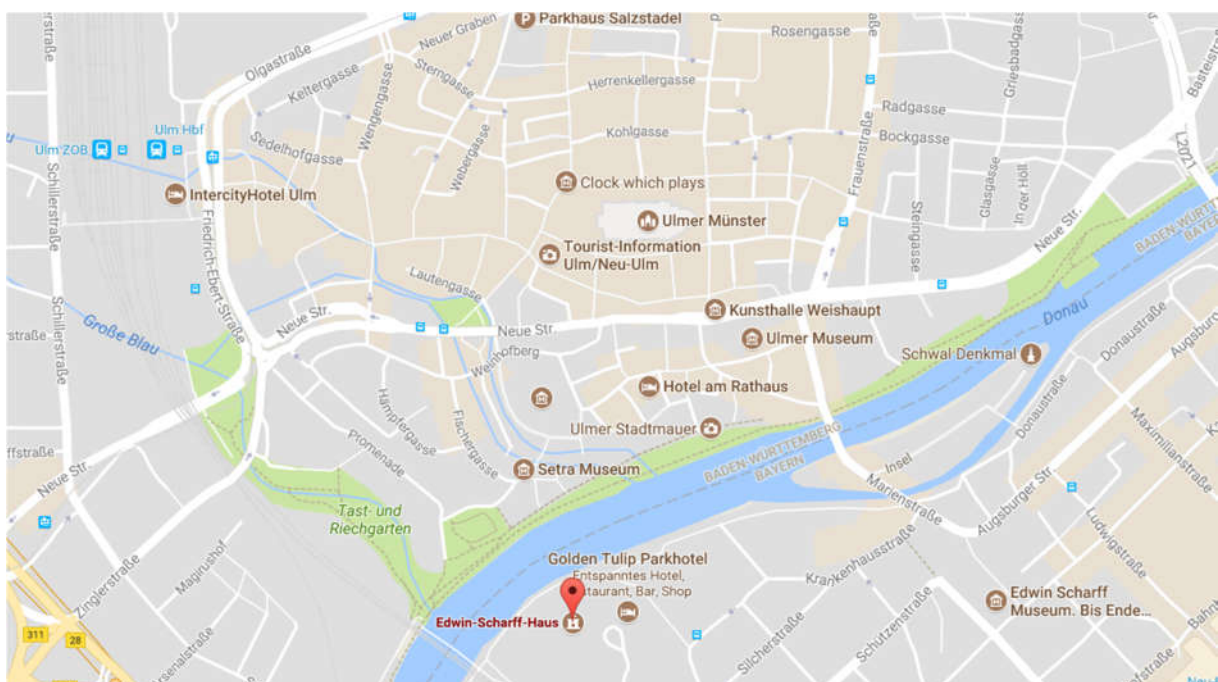 Parkhaus Salzstadel
Neuer Graben
Olgastraße
Rosengasse
Frauenstraße
Griesbadgasse
Schillerstraße
Keltergasse
Sterngasse
Wengengasse
Herrenkellergasse
Radgasse
L2021
Ulm Hbf
Ulm ZOB
Sedelhofgasse
Webergasse
Kohlgasse
Bockgasse
IntercityHotel Ulm
Clock which plays
Frauenstraße
Glasgasse
In der Höll
Ulmer Münster
Steingasse
Neue Str.
BADEN-WÜRTTEMBERG
BAYERN
Friedrich-Ebert-Straße
Tourist-Information
Ulm/Neu-Ulm
Lautengasse
Schillerstraße
Große Blau
Neue Str.
Neue Str.
Kunsthalle Weishaupt
Donau
Donaustraße
Ulmer Museum
Weinhofberg
Schwal Denkmal
Hotel am Rathaus
Hämpfergasse
Fischergasse
Promenade
Ulmer Stadtmauer
Donaustraße
Maximilianstraße
BADEN-WÜRTTEMBERG
BAYERN
Neue Str.
Setra Museum
Insel
Marienstraße
Augsburger Str.
Tast- und
Riechgarten
Ludwigstraße
Magirushof
Zinglerstraße
Golden Tulip Parkhotel
Entspanntes Hotel,
Bar, Shop
Krankenhausstraße
Edwin Scharff
Museum. Bis Ende...
Edwin-Scharff-Haus
311
28
Silcherstraße
Schützenstraße